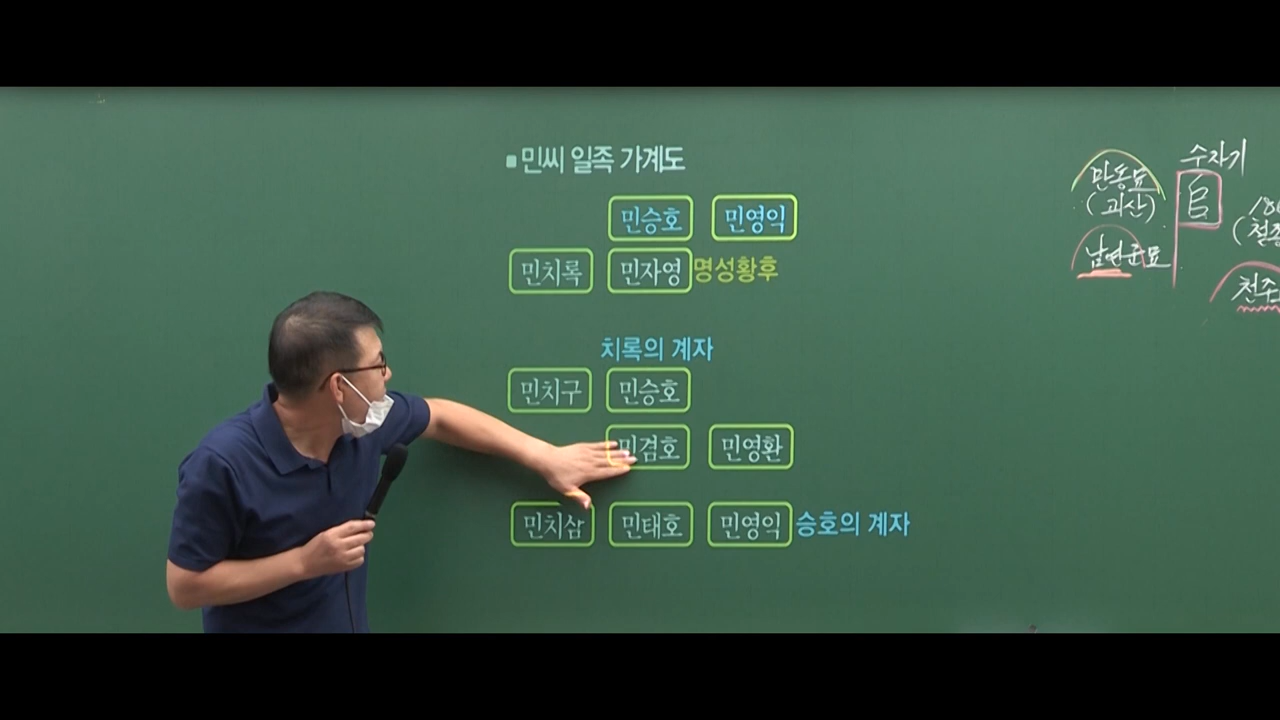 ▪민씨 일족 가계도
민승호 민영익
민치록 민자영 명성황후
치록의 계자
민치구 민승호
민겸호 민영환
민치삼 민태호 민영익 승호의 계자
만동묘
(괴산)
남연군묘
수자기